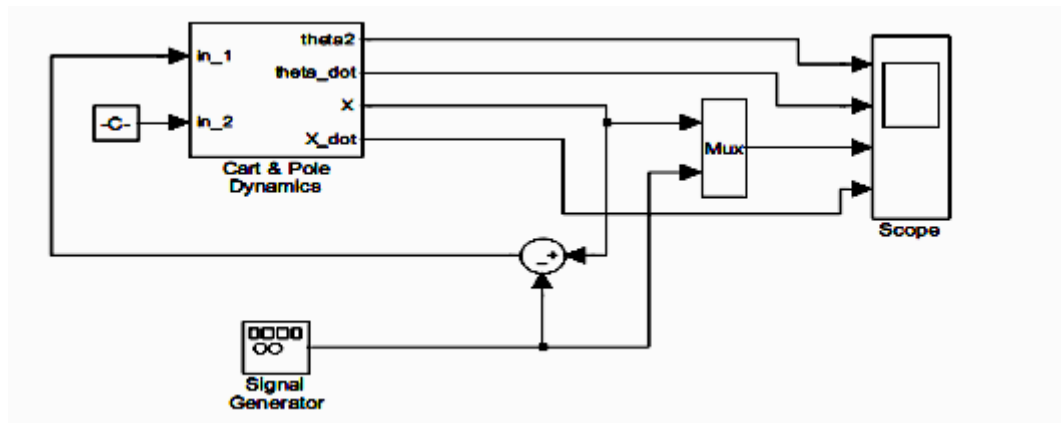 theta2
in_1
theta_dot
X
-C-
in_2
X_dot
Mux
Cart & Pole
Dynamics
Scope
- +
Signal
Generator